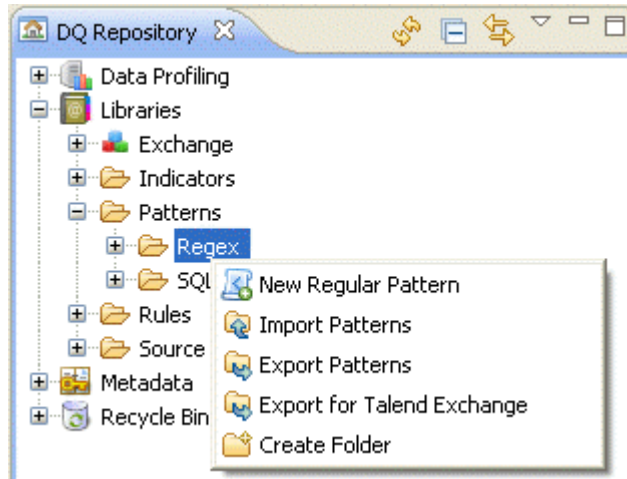 DQ Repository
Data Profiling
Libraries
Exchange
Indicators
Patterns
Regex
SQL
New Regular Pattern
Import Patterns
Rules
Source
Export Patterns
Metadata
Export for Talend Exchange
Recycle Bin
Create Folder